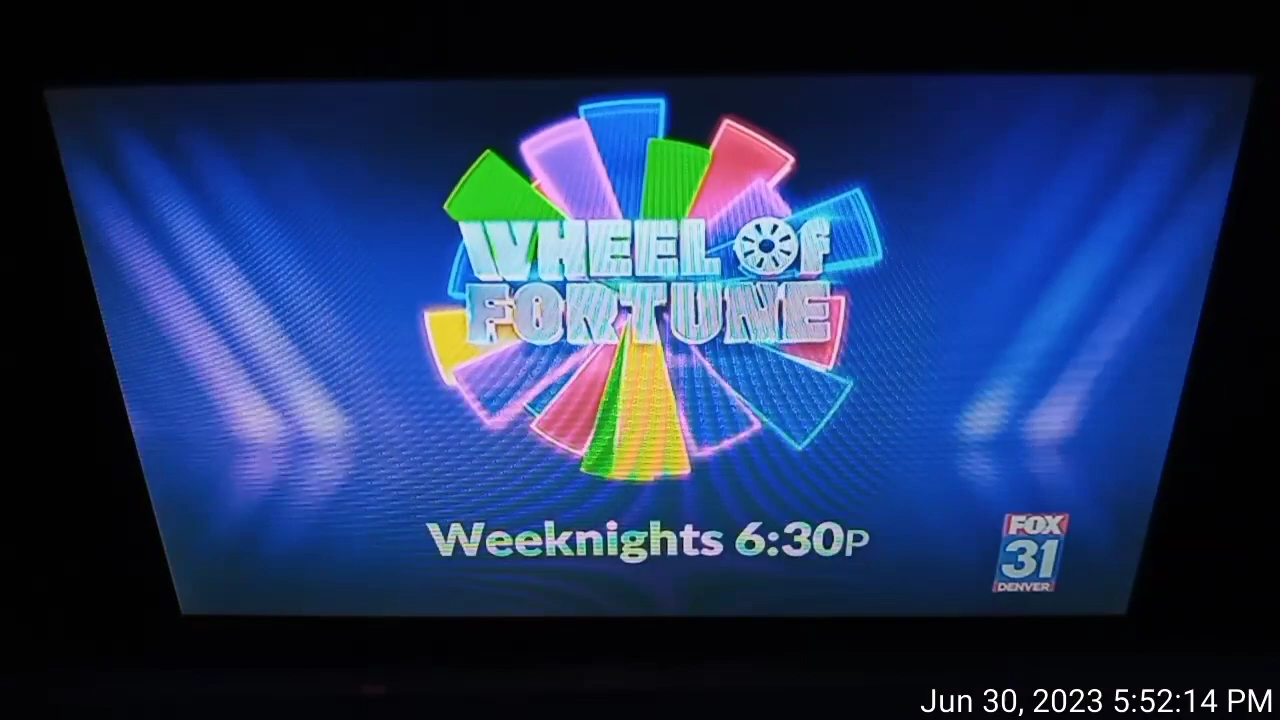 WHEEL OF
FORTUNE
Weeknights 6:30P
FOX
31
DENVER
Jun 30, 2023 5:52:14 PM